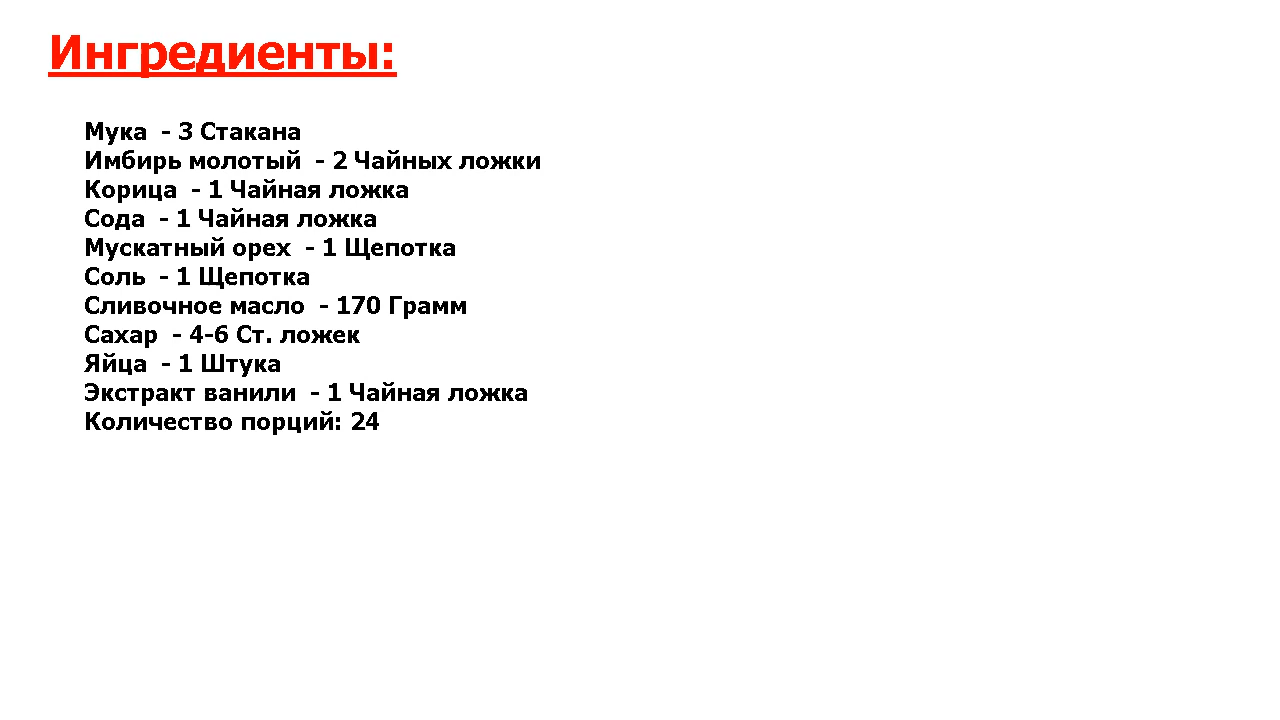 Ингредиенты:
Мука - 3 Стакана
Имбирь молотый - 2 Чайных ложки
Корица - 1 Чайная ложка
Сода - 1 Чайная ложка
Мускатный орех - 1 Щепотка
Соль - 1 Щепотка
Сливочное масло - 170 Грамм
Сахар - 4-6 Ст. ложек
Яйца - 1 Штука
Экстракт ванили - 1 Чайная ложка
Количество порций: 24